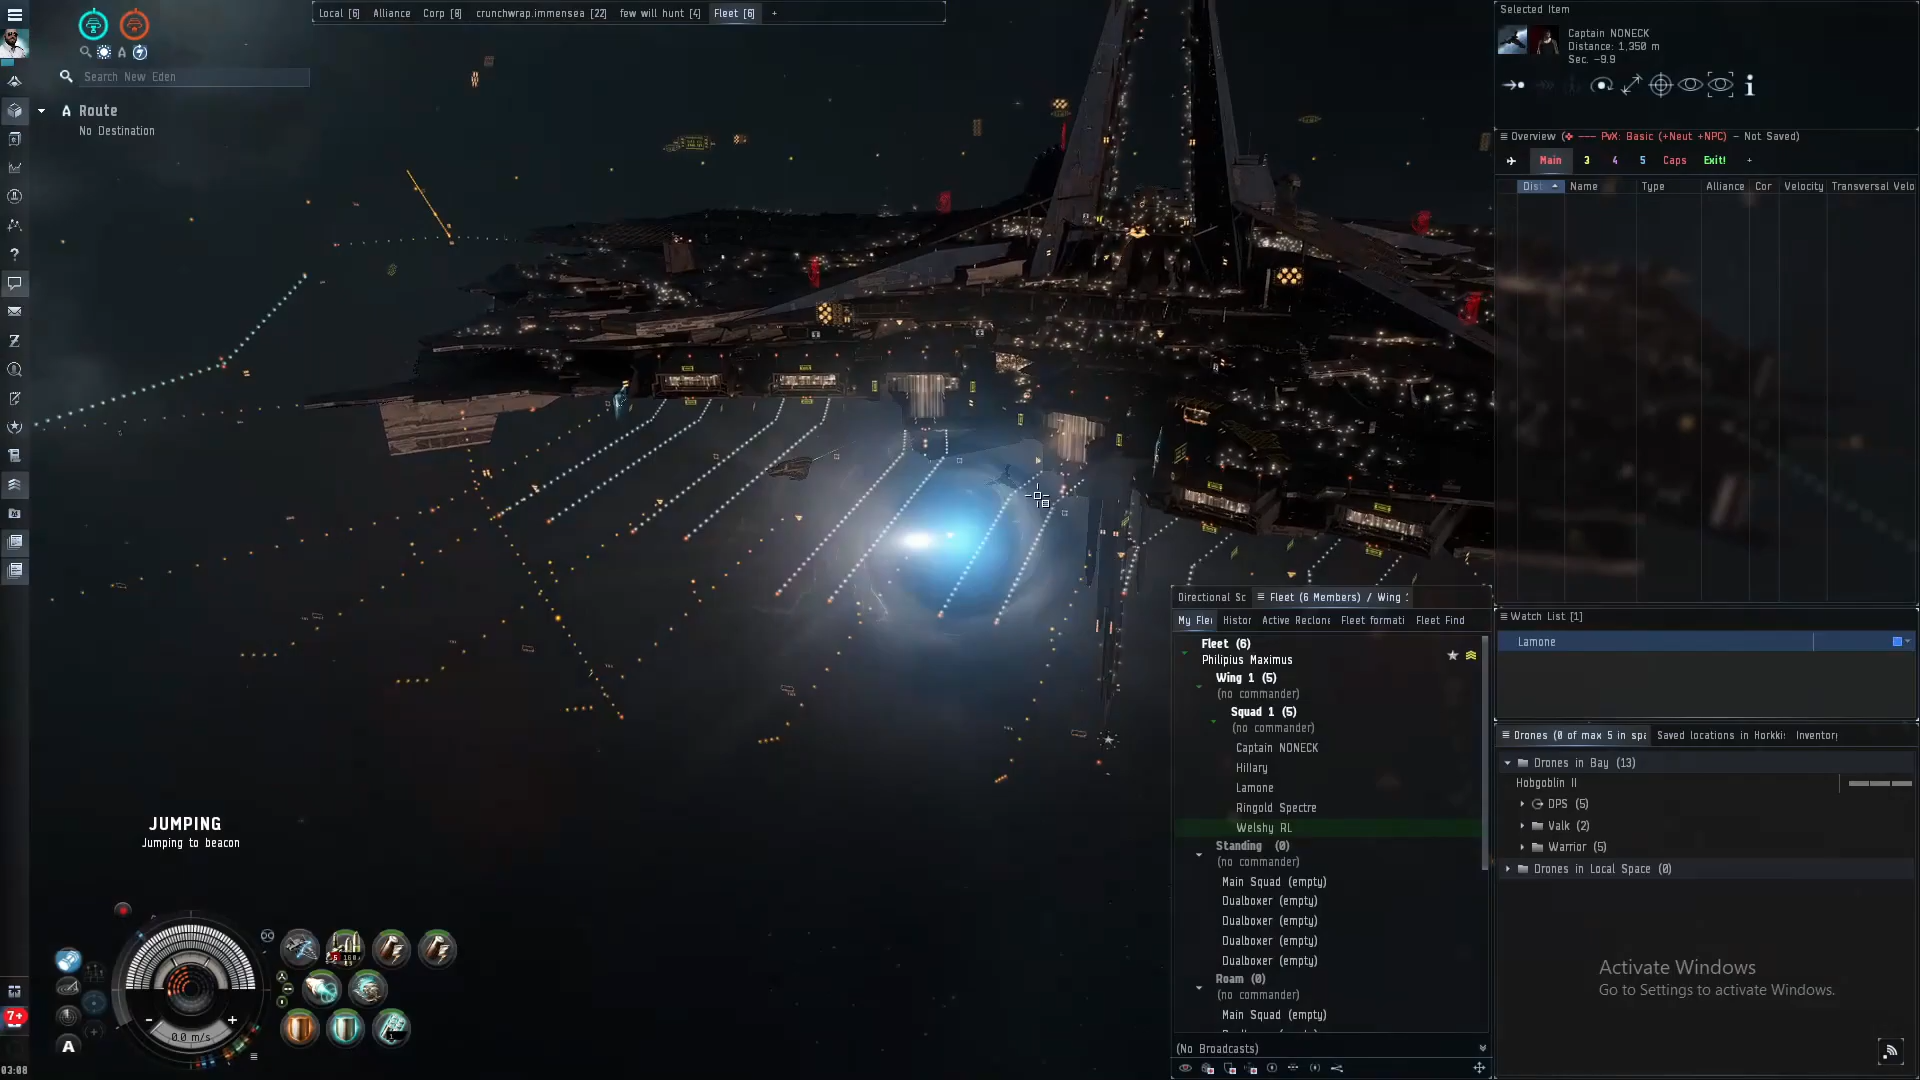 Local [6]
Alliance
Corp [8]
crunchwrap.immensea [22]
few will hunt [4]
Fleet [6]
+
Search New Eden
A Route
No Destination
Selected Item
Captain NONECK
Distance: 1,350 m
Sec. -9.9
Overview (--- PvX: Basic (+Neut +NPC) - Not Saved)
Main
3
4
5
Caps
Exit!
+
Dist
Name
Type
Alliance
Cor
Velocity
Transversal Velo
Directional Sc
Fleet (6 Members) / Wing 1
My Fle
Histor
Active Reclone
Fleet formati
Fleet Find
Fleet (6)
Philipius Maximus
Wing 1 (5)
(no commander)
Squad 1 (5)
(no commander)
Captain NONECK
Hillary
Lamone
Ringold Spectre
Welshy RL
Standing (0)
(no commander)
Main Squad (empty)
Dualboxer (empty)
Dualboxer (empty)
Dualboxer (empty)
Dualboxer (empty)
Roam (0)
(no commander)
Main Squad (empty)
(No Broadcasts)
Watch List [1]
Lamone
Drones (0 of max 5 in spa
Saved locations in Horkki
Inventory
Drones in Bay (13)
Hobgoblin II
DPS (5)
Valk (2)
Warrior (5)
Drones in Local Space (0)
Activate Windows
Go to Settings to activate Windows.
JUMPING
Jumping to beacon
0.0 m/s
7+
A
03:08